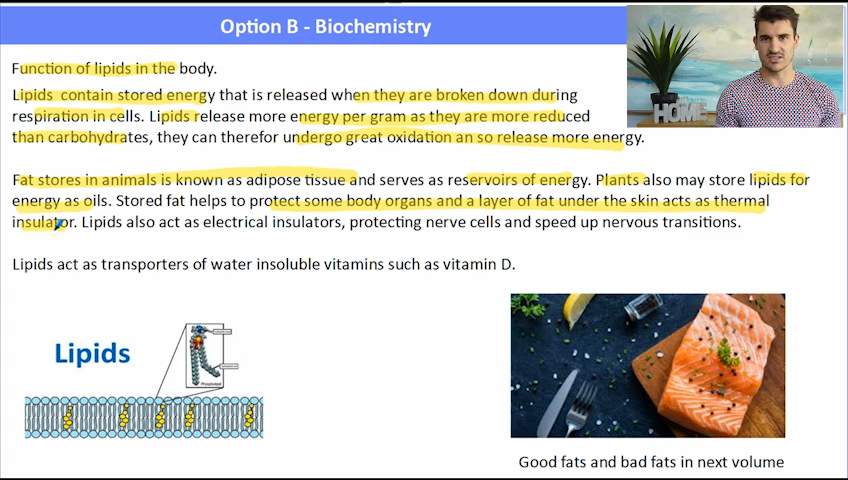 Option B - Biochemistry
Function of lipids in the body.
Lipids contain stored energy that is released when they are broken down during
respiration in cells. Lipids release more energy per gram as they are more reduced
than carbohydrates, they can therefor undergo great oxidation an so release more energy.
Fat stores in animals is known as adipose tissue and serves as reservoirs of energy. Plants also may store lipids for
energy as oils. Stored fat helps to protect some body organs and a layer of fat under the skin acts as thermal
insulator. Lipids also act as electrical insulators, protecting nerve cells and speed up nervous transitions.
Lipids act as transporters of water insoluble vitamins such as vitamin D.
HOME
Lipids
Phospholipid
Good fats and bad fats in next volume